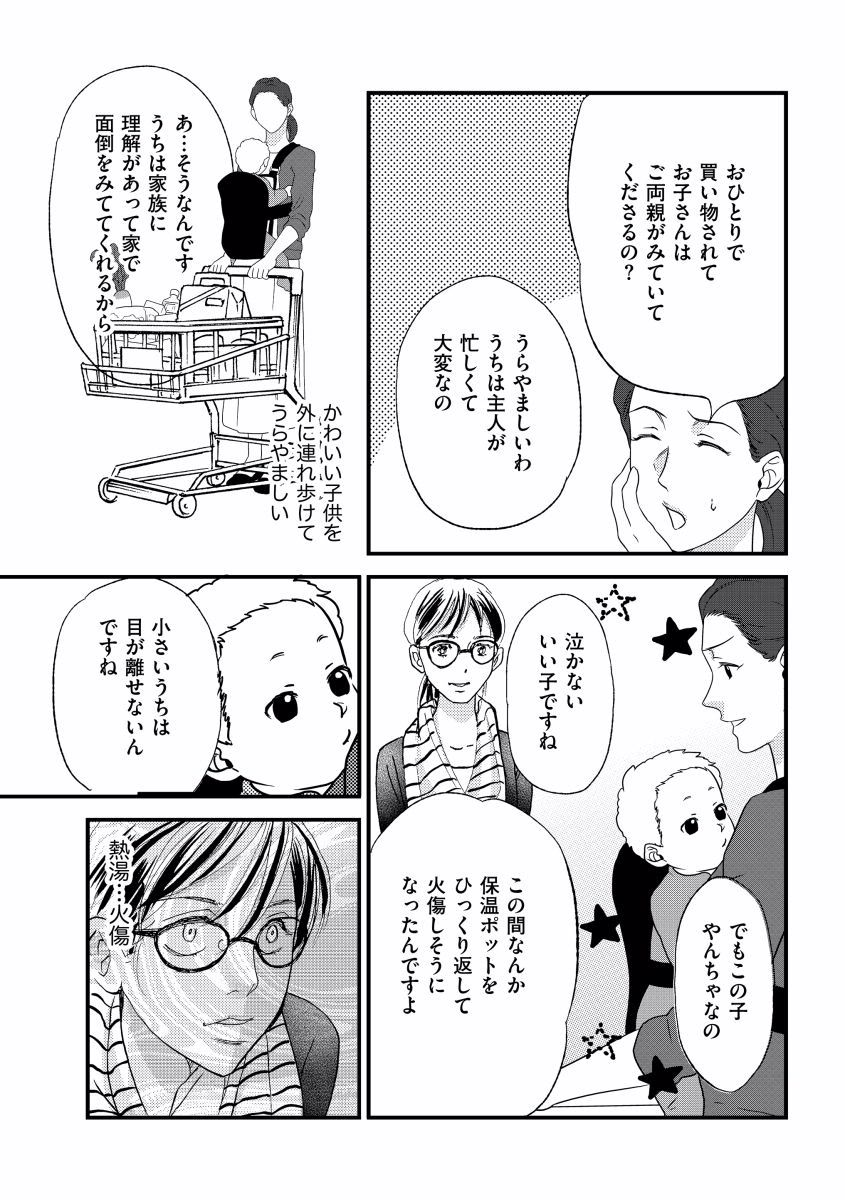 おひとりで
買い物されて
お子さんは
ご両親がみていて
くださるの?
うらやましいわ
うちは主人が
忙しくて
大変なの
あ…そうなんです
うちは家族に
理解があって家で
面倒をみててくれるから
かわいい子供を
外に連れ歩けて
うらやましい
泣かない
いい子ですね
でもこの子
やんちゃなの
この間なんか
保温ポットを
ひっくり返して
火傷しそうに
なったんですよ
小さいうちは
目が離せないん
ですね
熱湯…火傷